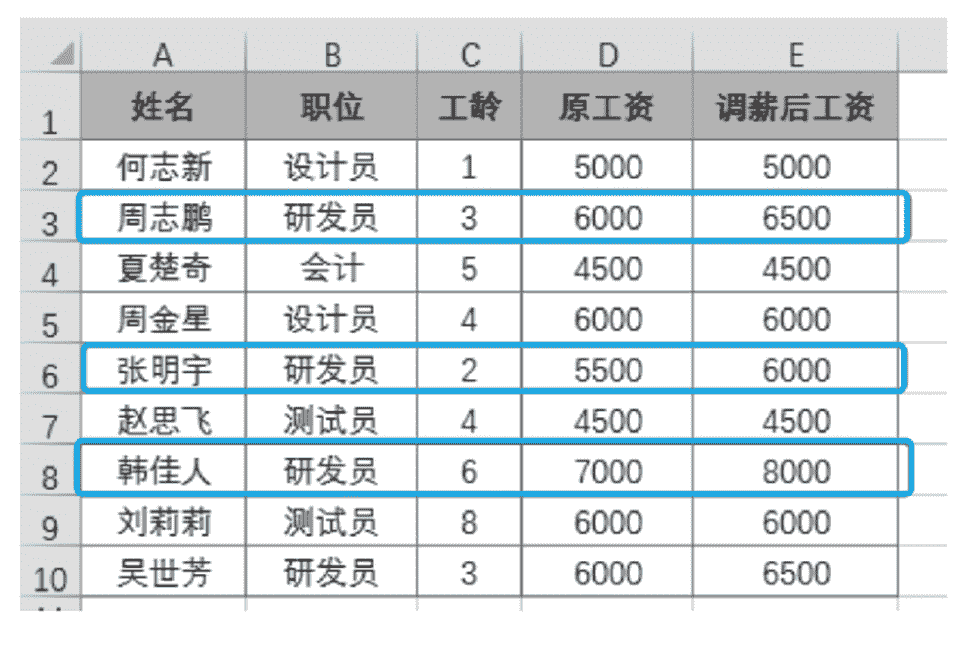 A B C D E
1 姓名 职位 工龄 原工资 调薪后工资
2 何志新 设计员 1 5000 5000
3 周志鹏 研发员 3 6000 6500
4 夏楚奇 会计 5 4500 4500
5 周金星 设计员 4 6000 6000
6 张明宇 研发员 2 5500 6000
7 赵思飞 测试员 4 4500 4500
8 韩佳人 研发员 6 7000 8000
9 刘莉莉 测试员 8 6000 6000
10 吴世芳 研发员 3 6000 6500